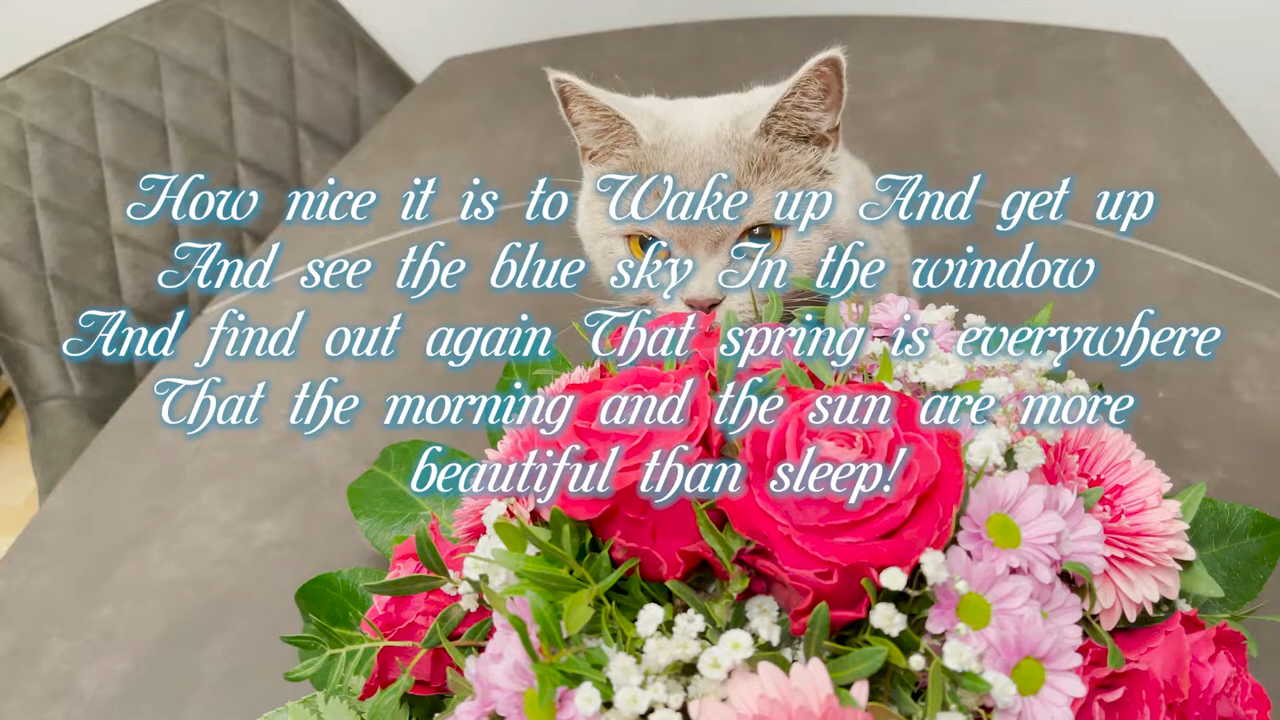 How nice it is to Wake up And get up
And see the blue sky In the window
And find out again That spring is everywhere
That the morning and the sun are more
beautiful than sleep!